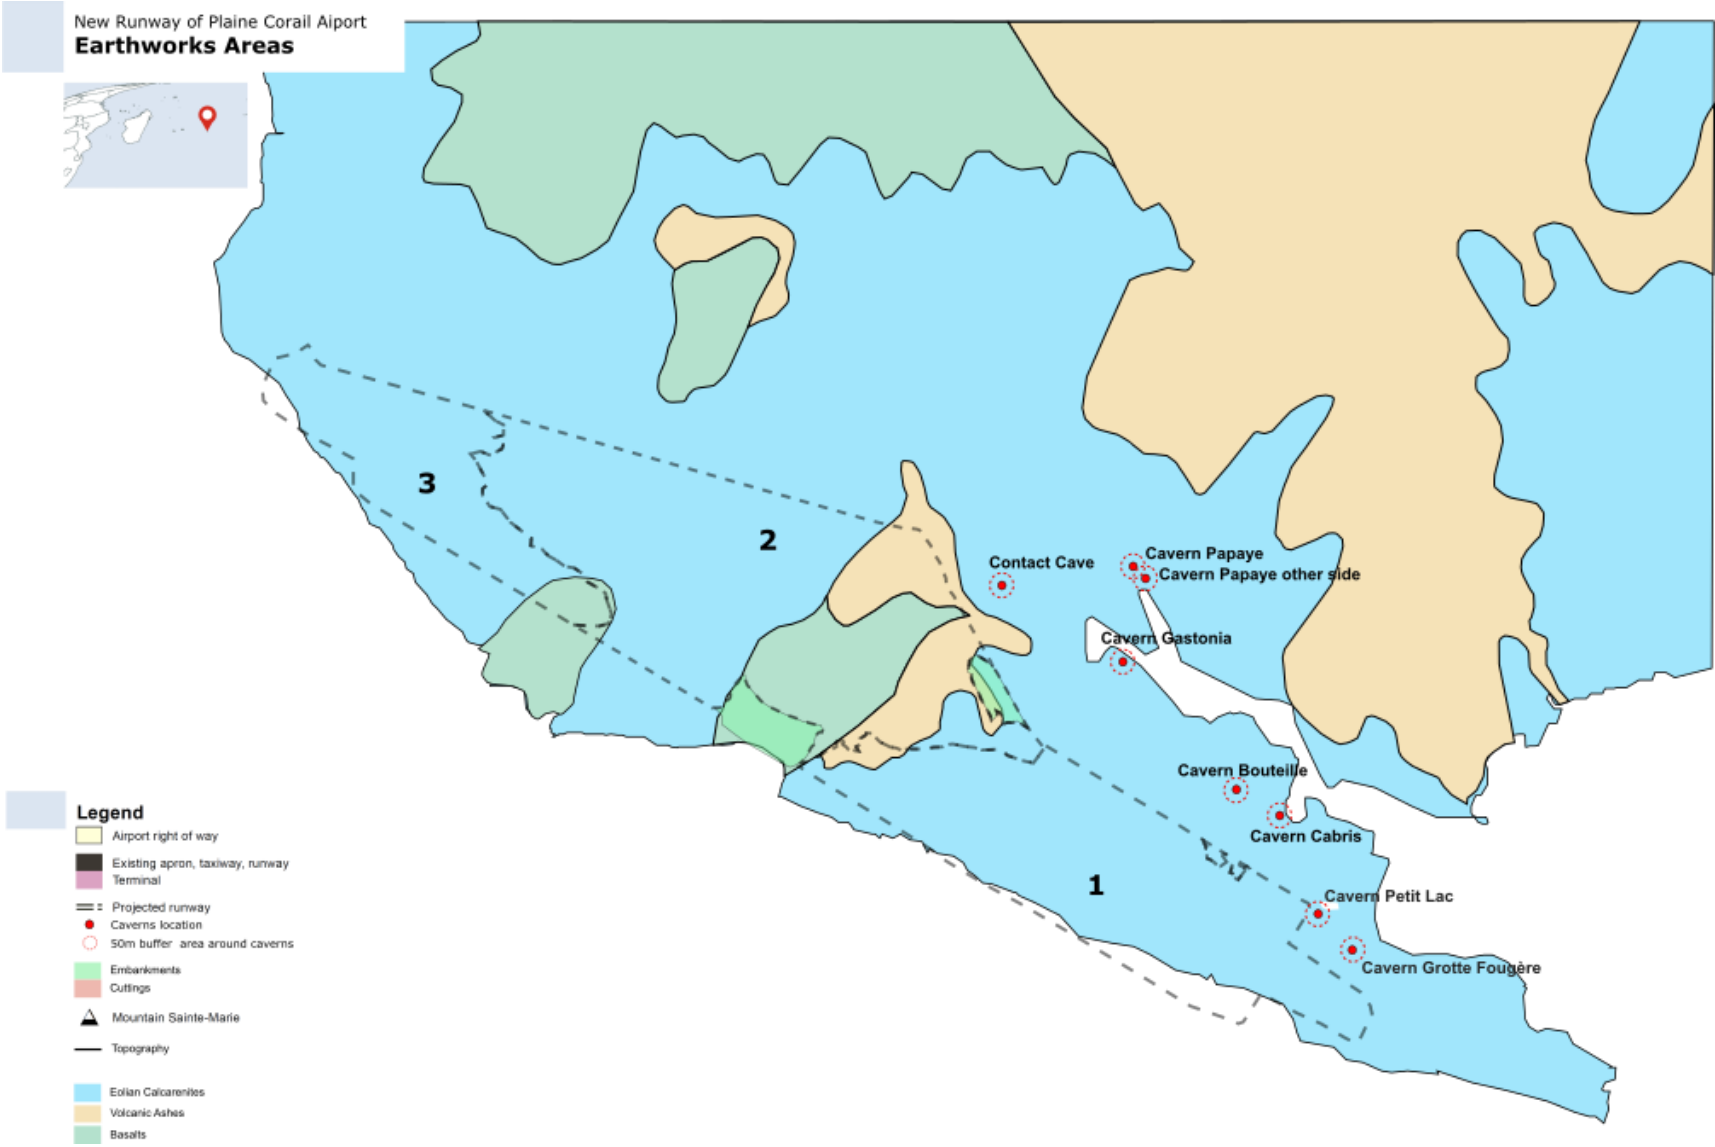 New Runway of Plaine Corail Aiport
Earthworks Areas
3
2
Contact Cave
Cavern Papaye
Cavern Papaye other side
Cavern Gastonia
Cavern Bouteille
Cavern Cabris
1
Cavern Petit Lac
Cavern Grotte Fougère
Legend
Airport right of way
Existing apron, taxiway, runway
Terminal
Projected runway
Caverns location
50m buffer area around caverns
Embankments
Cuttings
Mountain Sainte-Marie
Topography
Eolian Calcarenites
Volcanic Ashes
Basalts